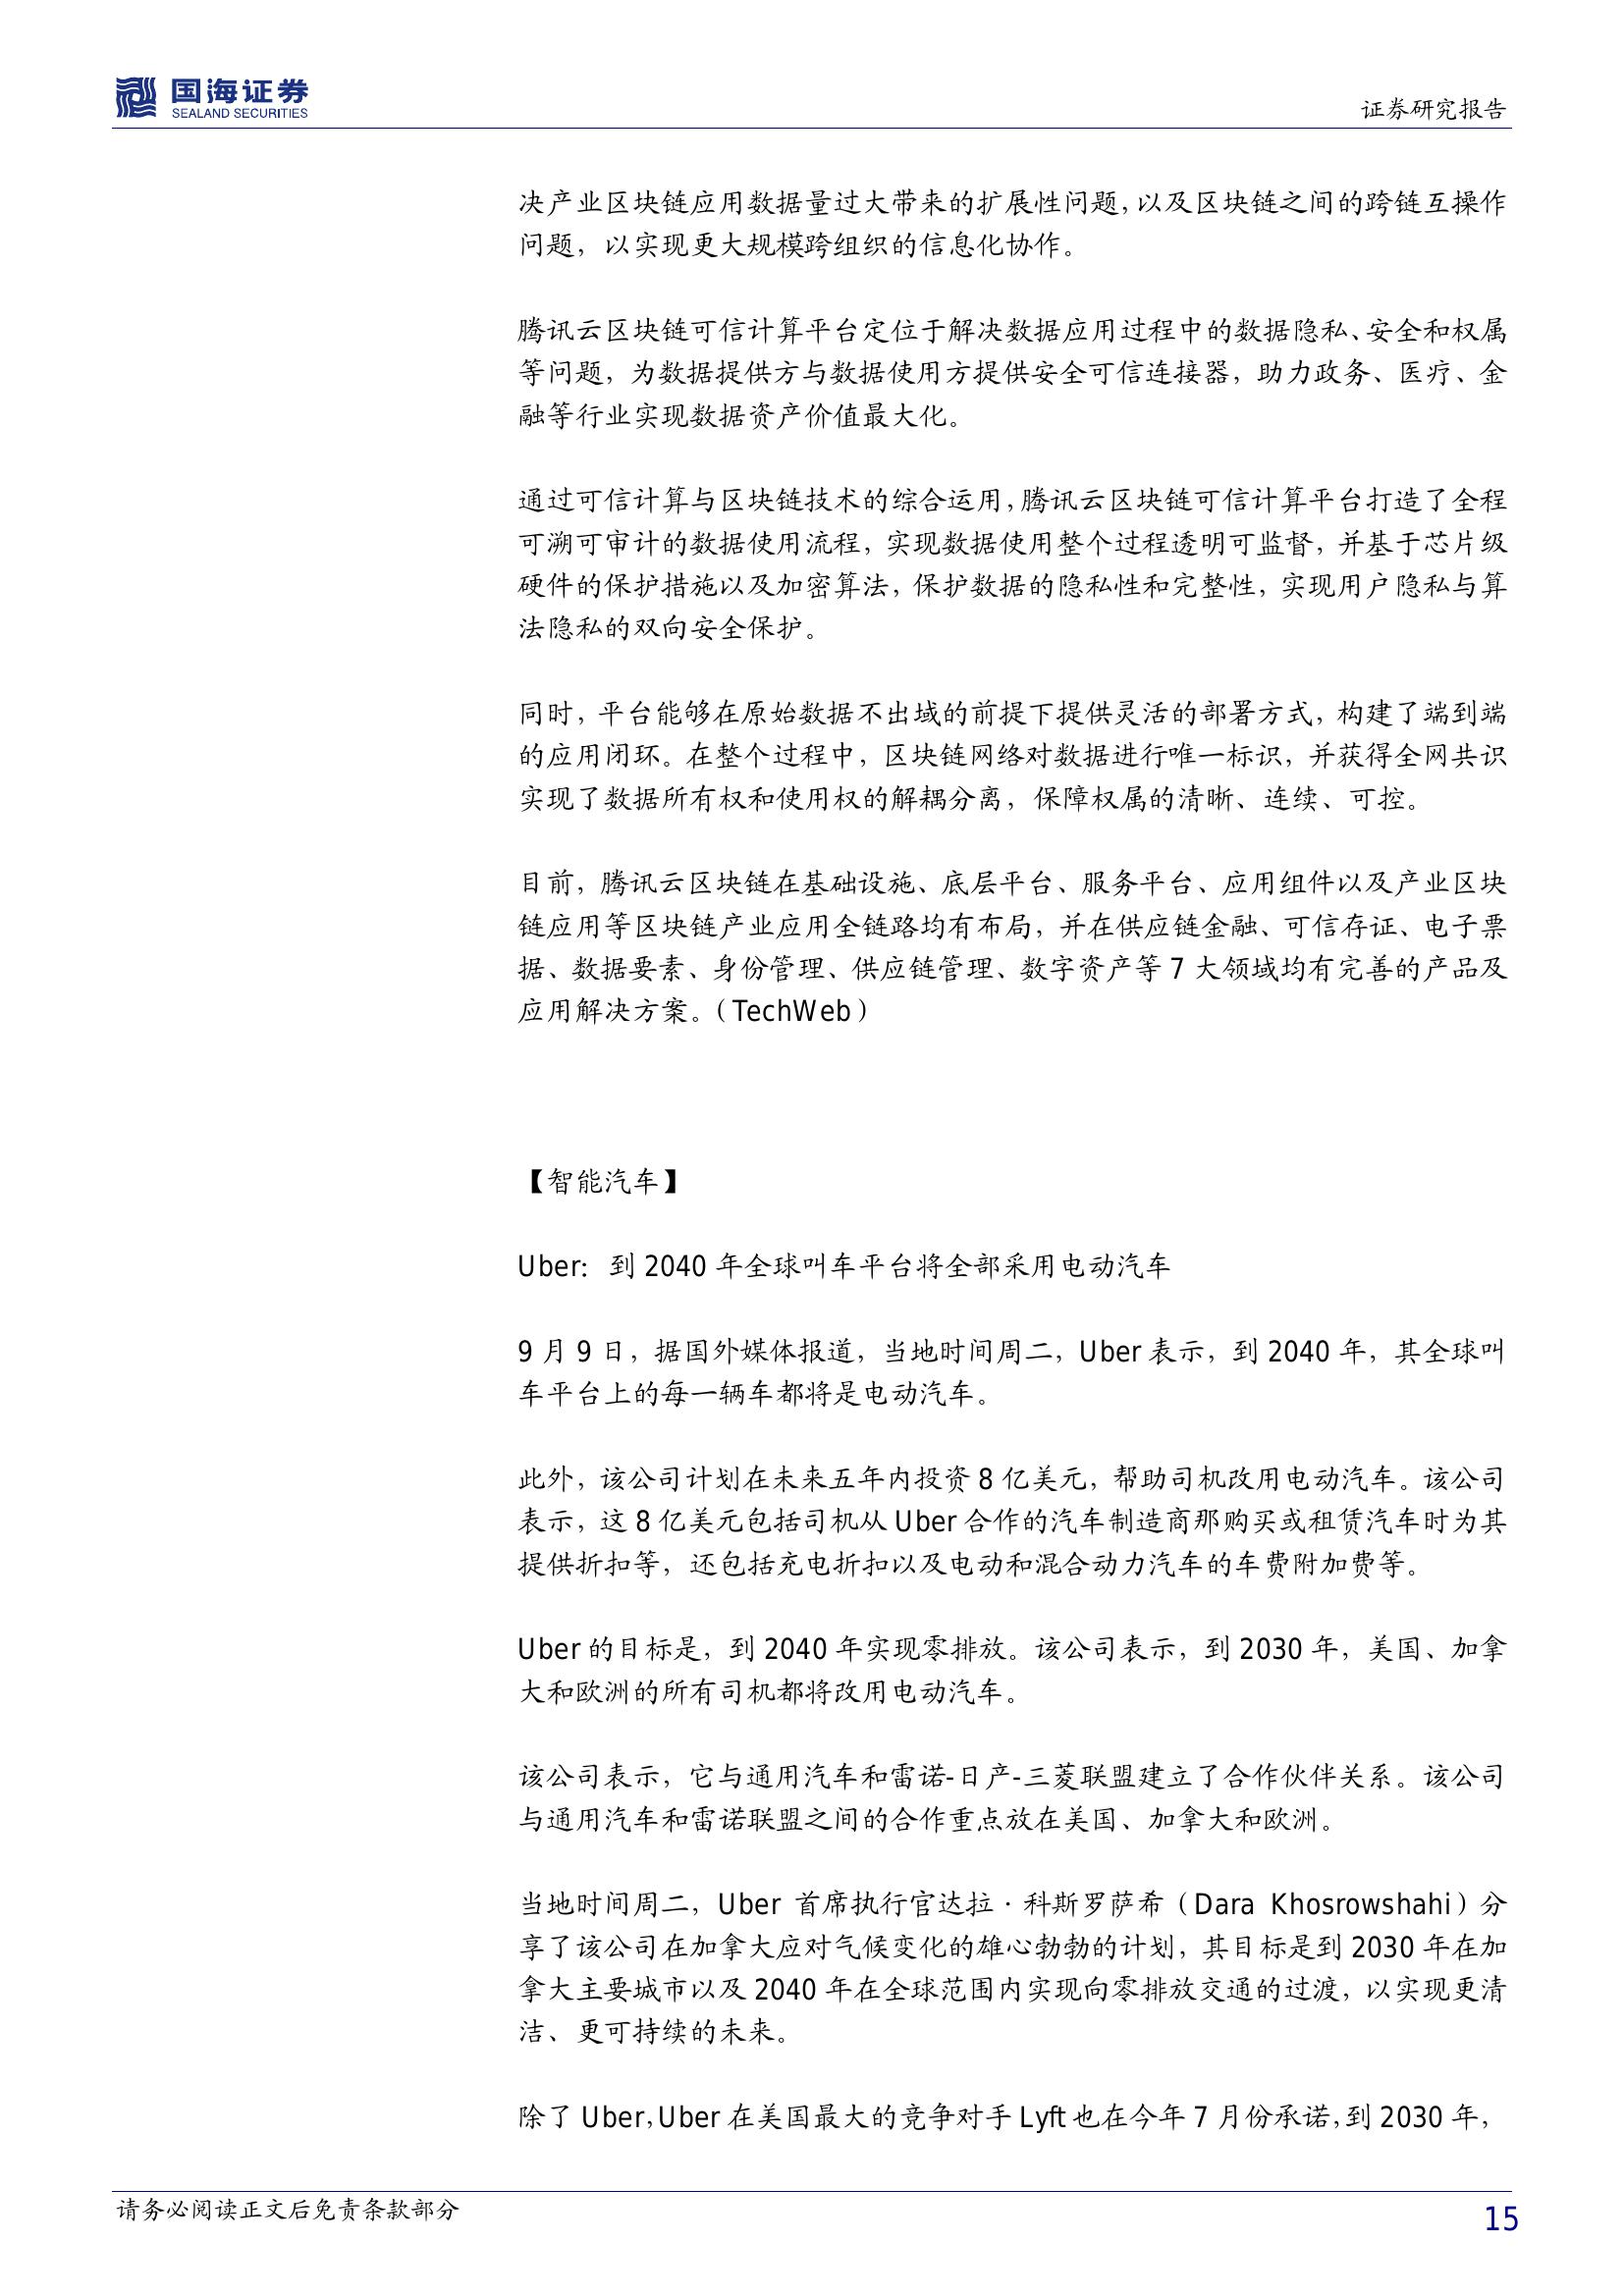 国海证券
SEALAND SECURITIES
证券研究报告
决产业区块链应用数据量过大带来的扩展性问题，以及区块链之间的跨链互操作
问题，以实现更大规模跨组织的信息化协作。
腾讯云区块链可信计算平台定位于解决数据应用过程中的数据隐私、安全和权属
等问题，为数据提供方与数据使用方提供安全可信连接器，助力政务、医疗、金
融等行业实现数据资产价值最大化。
通过可信计算与区块链技术的综合运用，腾讯云区块链可信计算平台打造了全程
可溯可审计的数据使用流程，实现数据使用整个过程透明可监督，并基于芯片级
硬件的保护措施以及加密算法，保护数据的隐私性和完整性，实现用户隐私与算
法隐私的双向安全保护。
同时，平台能够在原始数据不出域的前提下提供灵活的部署方式，构建了端到端
的应用闭环。在整个过程中，区块链网络对数据进行唯一标识，并获得全网共识
实现了数据所有权和使用权的解耦分离，保障权属的清晰、连续、可控。
目前，腾讯云区块链在基础设施、底层平台、服务平台、应用组件以及产业区块
链应用等区块链产业应用全链路均有布局，并在供应链金融、可信存证、电子票
据、数据要素、身份管理、供应链管理、数字资产等 7 大领域均有完善的产品及
应用解决方案。（TechWeb）
【智能汽车】
Uber：到 2040 年全球叫车平台将全部采用电动汽车
9 月 9 日，据国外媒体报道，当地时间周二，Uber 表示，到 2040 年，其全球叫
车平台上的每一辆车都将是电动汽车。
此外，该公司计划在未来五年内投资 8 亿美元，帮助司机改用电动汽车。该公司
表示，这 8 亿美元包括司机从 Uber 合作的汽车制造商那购买或租赁汽车时为其
提供折扣等，还包括充电折扣以及电动和混合动力汽车的车费附加费等。
Uber 的目标是，到 2040 年实现零排放。该公司表示，到 2030 年，美国、加拿
大和欧洲的所有司机都将改用电动汽车。
该公司表示，它与通用汽车和雷诺-日产-三菱联盟建立了合作伙伴关系。该公司
与通用汽车和雷诺联盟之间的合作重点放在美国、加拿大和欧洲。
当地时间周二，Uber 首席执行官达拉·科斯罗萨希（Dara Khosrowshahi）分
享了该公司在加拿大应对气候变化的雄心勃勃的计划，其目标是到 2030 年在加
拿大主要城市以及 2040 年在全球范围内实现向零排放交通的过渡，以实现更清
洁、更可持续的未来。
除了 Uber，Uber 在美国最大的竞争对手 Lyft 也在今年 7 月份承诺，到 2030 年，
请务必阅读正文后免责条款部分
15